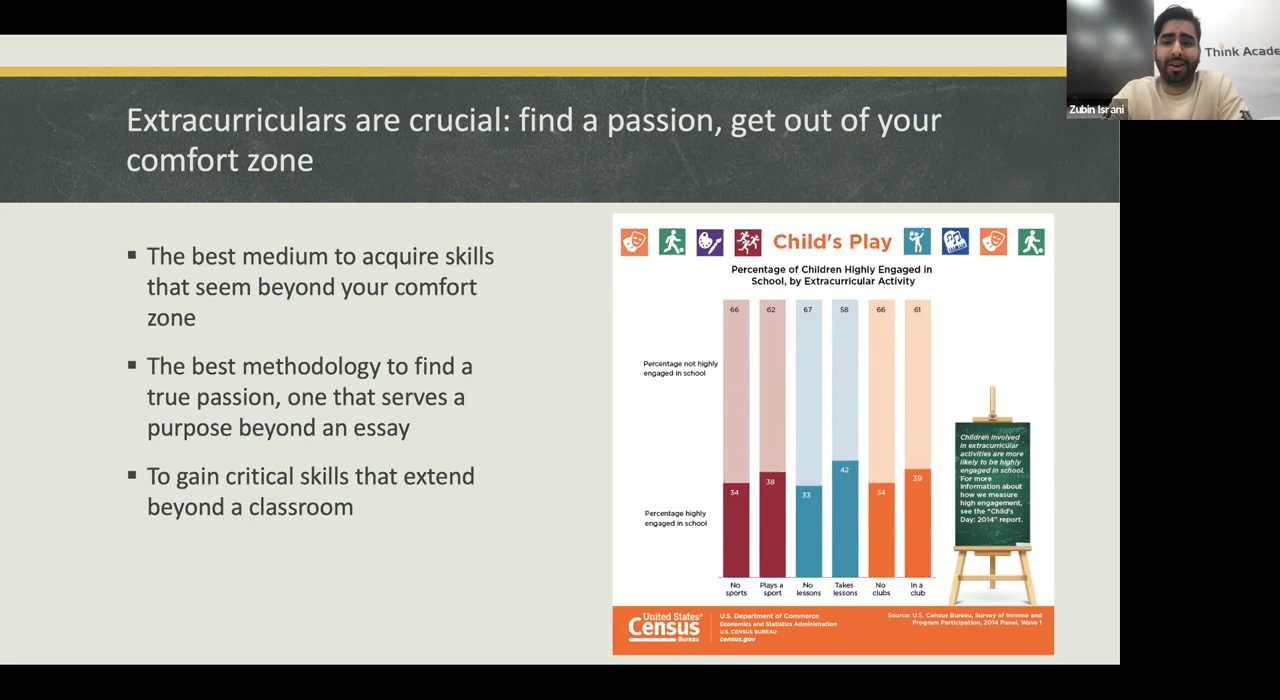 Extracurriculars are crucial: find a passion, get out of your
comfort zone
▪ The best medium to acquire skills
that seem beyond your comfort
zone
▪ The best methodology to find a
true passion, one that serves a
purpose beyond an essay
▪ To gain critical skills that extend
beyond a classroom
Child's Play
Percentage of Children Highly Engaged in
School, by Extracurricular Activity
66 62 67 58 66 61
Percentage not highly
engaged in school
34 38 33 42 34 39
Percentage highly
engaged in school
No
sports
Plays a
sport
No
lessons
Takes
lessons
No
clubs
In a
club
Children involved
in extracurricular
activities are more
likely to be highly
engaged in school.
For more
information about
how we measure
high engagement,
see the "Child's
Day: 2014" report.
United States®
Census
Bureau
U.S. Department of Commerce
Economics and Statistics Administration
U.S. CENSUS BUREAU
census.gov
Source: U.S. Census Bureau, Survey of Income and
Program Participation, 2014 Panel, Wave 1
Think Acade
Zubin Israni